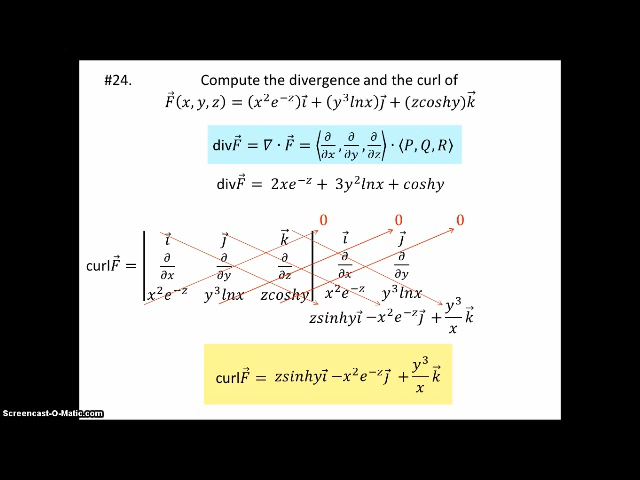 #24. Compute the divergence and the curl of
F⃗(x, y, z) = (x²e⁻ᶻ)i⃗ + (y³lnx)j⃗ + (zcoshy)k⃗
divF⃗ = ∇ · F⃗ = ⟨∂/∂x, ∂/∂y, ∂/∂z⟩ · ⟨P, Q, R⟩
divF⃗ = 2xe⁻ᶻ + 3y²lnx + coshy
0 0 0
i⃗ j⃗ k⃗ i⃗ j⃗
curlF⃗ = ∂/∂x ∂/∂y ∂/∂z ∂/∂x ∂/∂y
x²e⁻ᶻ y³lnx zcoshy x²e⁻ᶻ y³lnx
zsinhyi⃗ −x²e⁻ᶻj⃗ + y³/x k⃗
curlF⃗ = zsinhyi⃗ −x²e⁻ᶻj⃗ + y³/x k⃗
Screencast-O-Matic.com